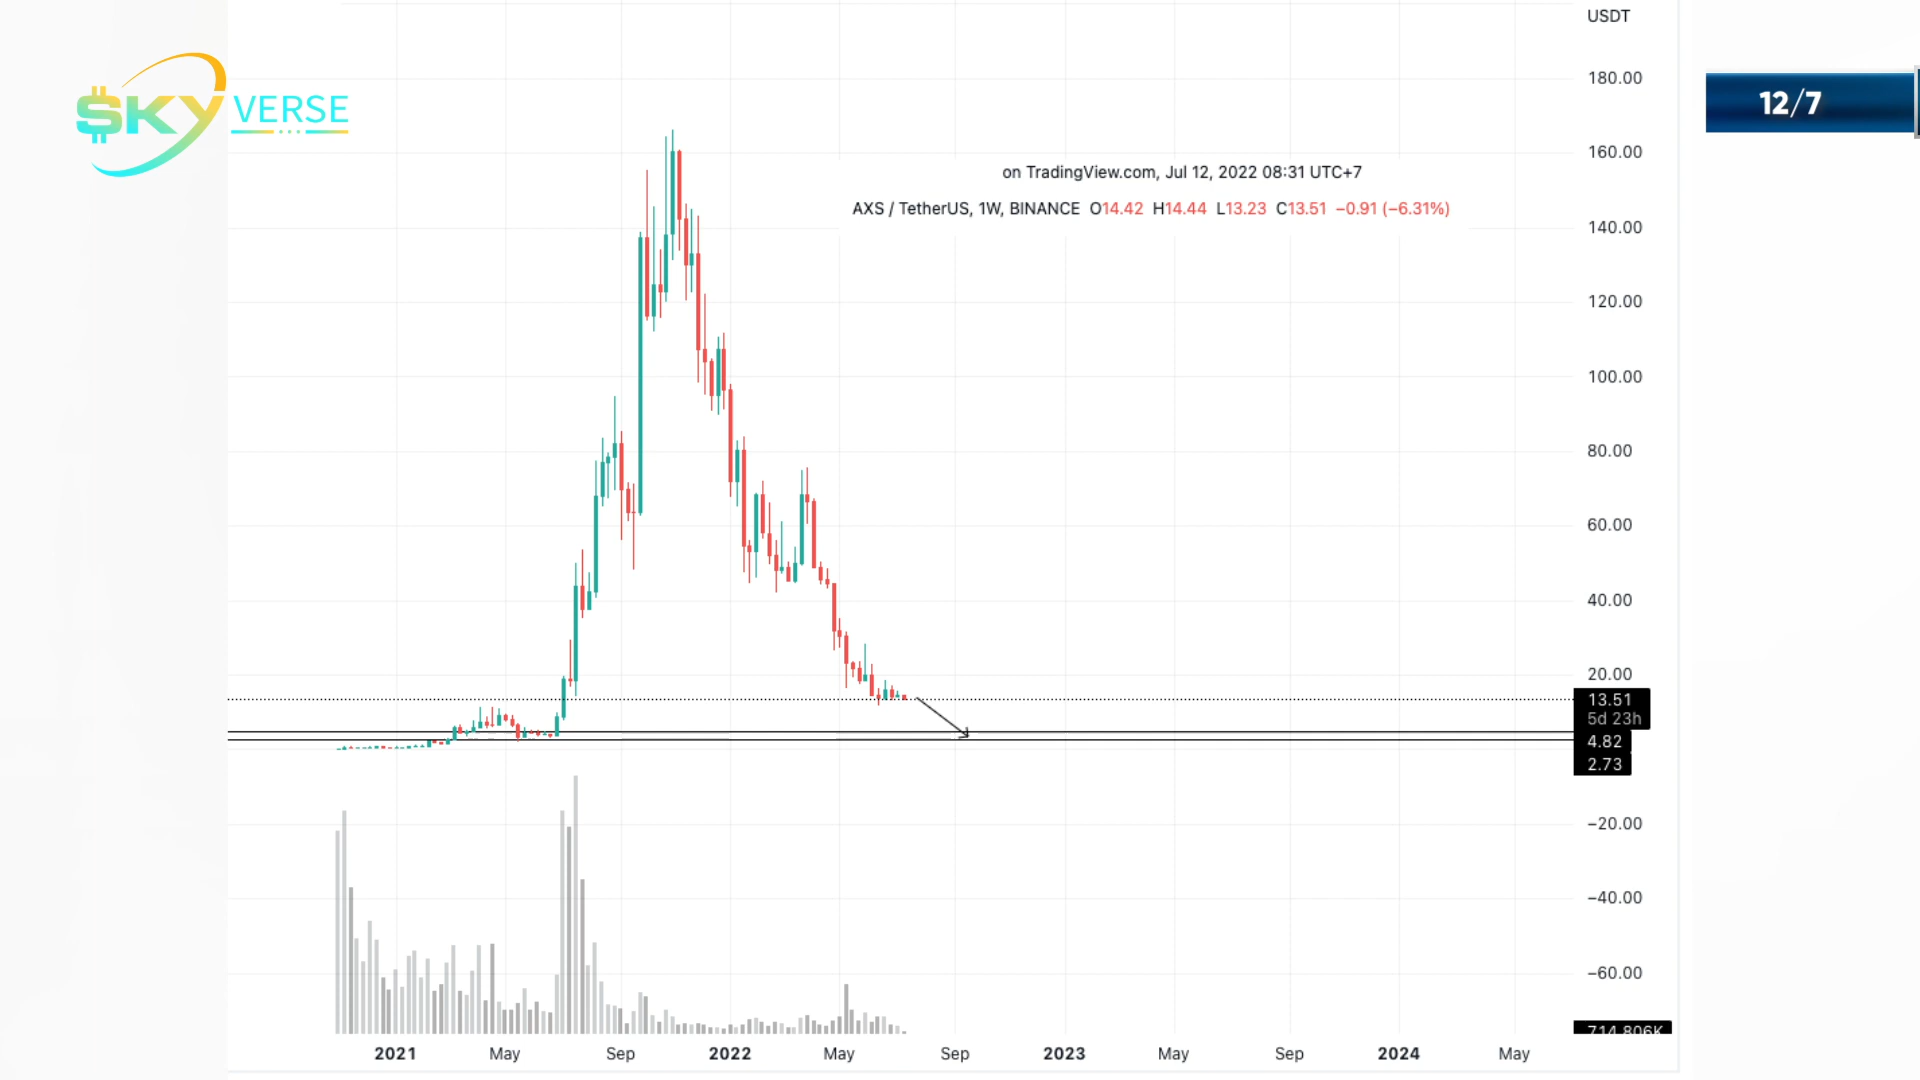 USDT
$KY VERSE
12/7
180.00
160.00
on TradingView.com, Jul 12, 2022 08:31 UTC+7
AXS / TetherUS, 1W, BINANCE O14.42 H14.44 L13.23 C13.51 −0.91 (−6.31%)
140.00
120.00
100.00
80.00
60.00
40.00
20.00
13.51
5d 23h
4.82
2.73
−20.00
−40.00
−60.00
714.806K
2021 May Sep 2022 May Sep 2023 May Sep 2024 May